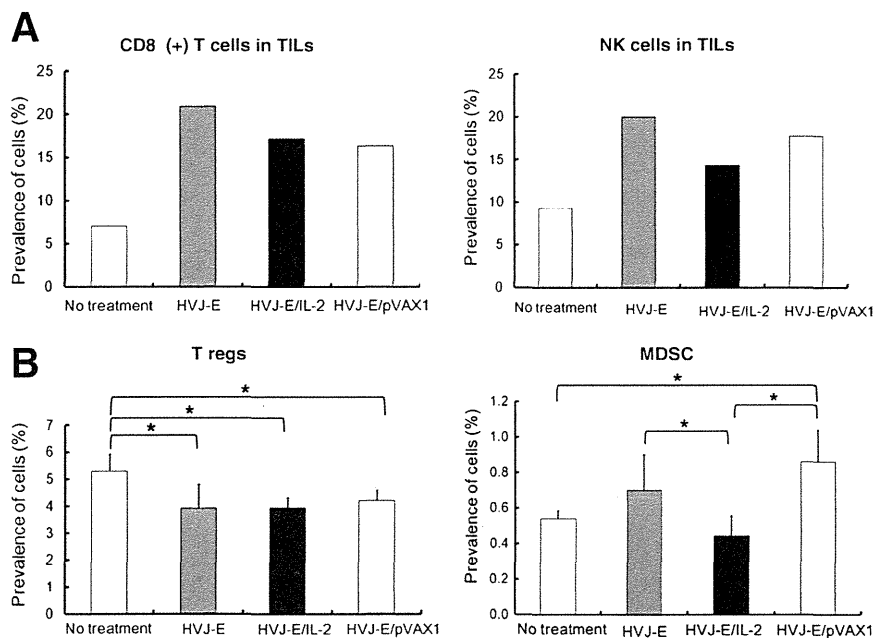 A
CD8 (+) T cells in TILs
Prevalence of cells (%)
25
20
15
10
5
0
No treatment HVJ-E HVJ-E/IL-2 HVJ-E/pVAX1
NK cells in TILs
Prevalence of cells (%)
25
20
15
10
5
0
No treatment HVJ-E HVJ-E/IL-2 HVJ-E/pVAX1
B
T regs
* * *
Prevalence of cells (%)
7
6
5
4
3
2
1
0
No treatment HVJ-E HVJ-E/IL-2 HVJ-E/pVAX1
MDSC
* * *
Prevalence of cells (%)
1.2
1.0
0.8
0.6
0.4
0.2
0.0
No treatment HVJ-E HVJ-E/IL-2 HVJ-E/pVAX1